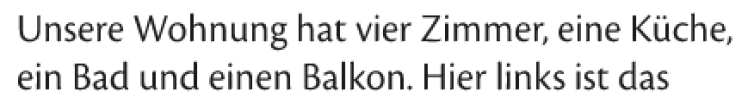 Unsere Wohnung hat vier Zimmer, eine Küche,
ein Bad und einen Balkon. Hier links ist das